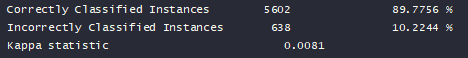 Correctly Classified Instances 5602 89.7756 %
Incorrectly Classified Instances 638 10.2244 %
Kappa statistic 0.0081